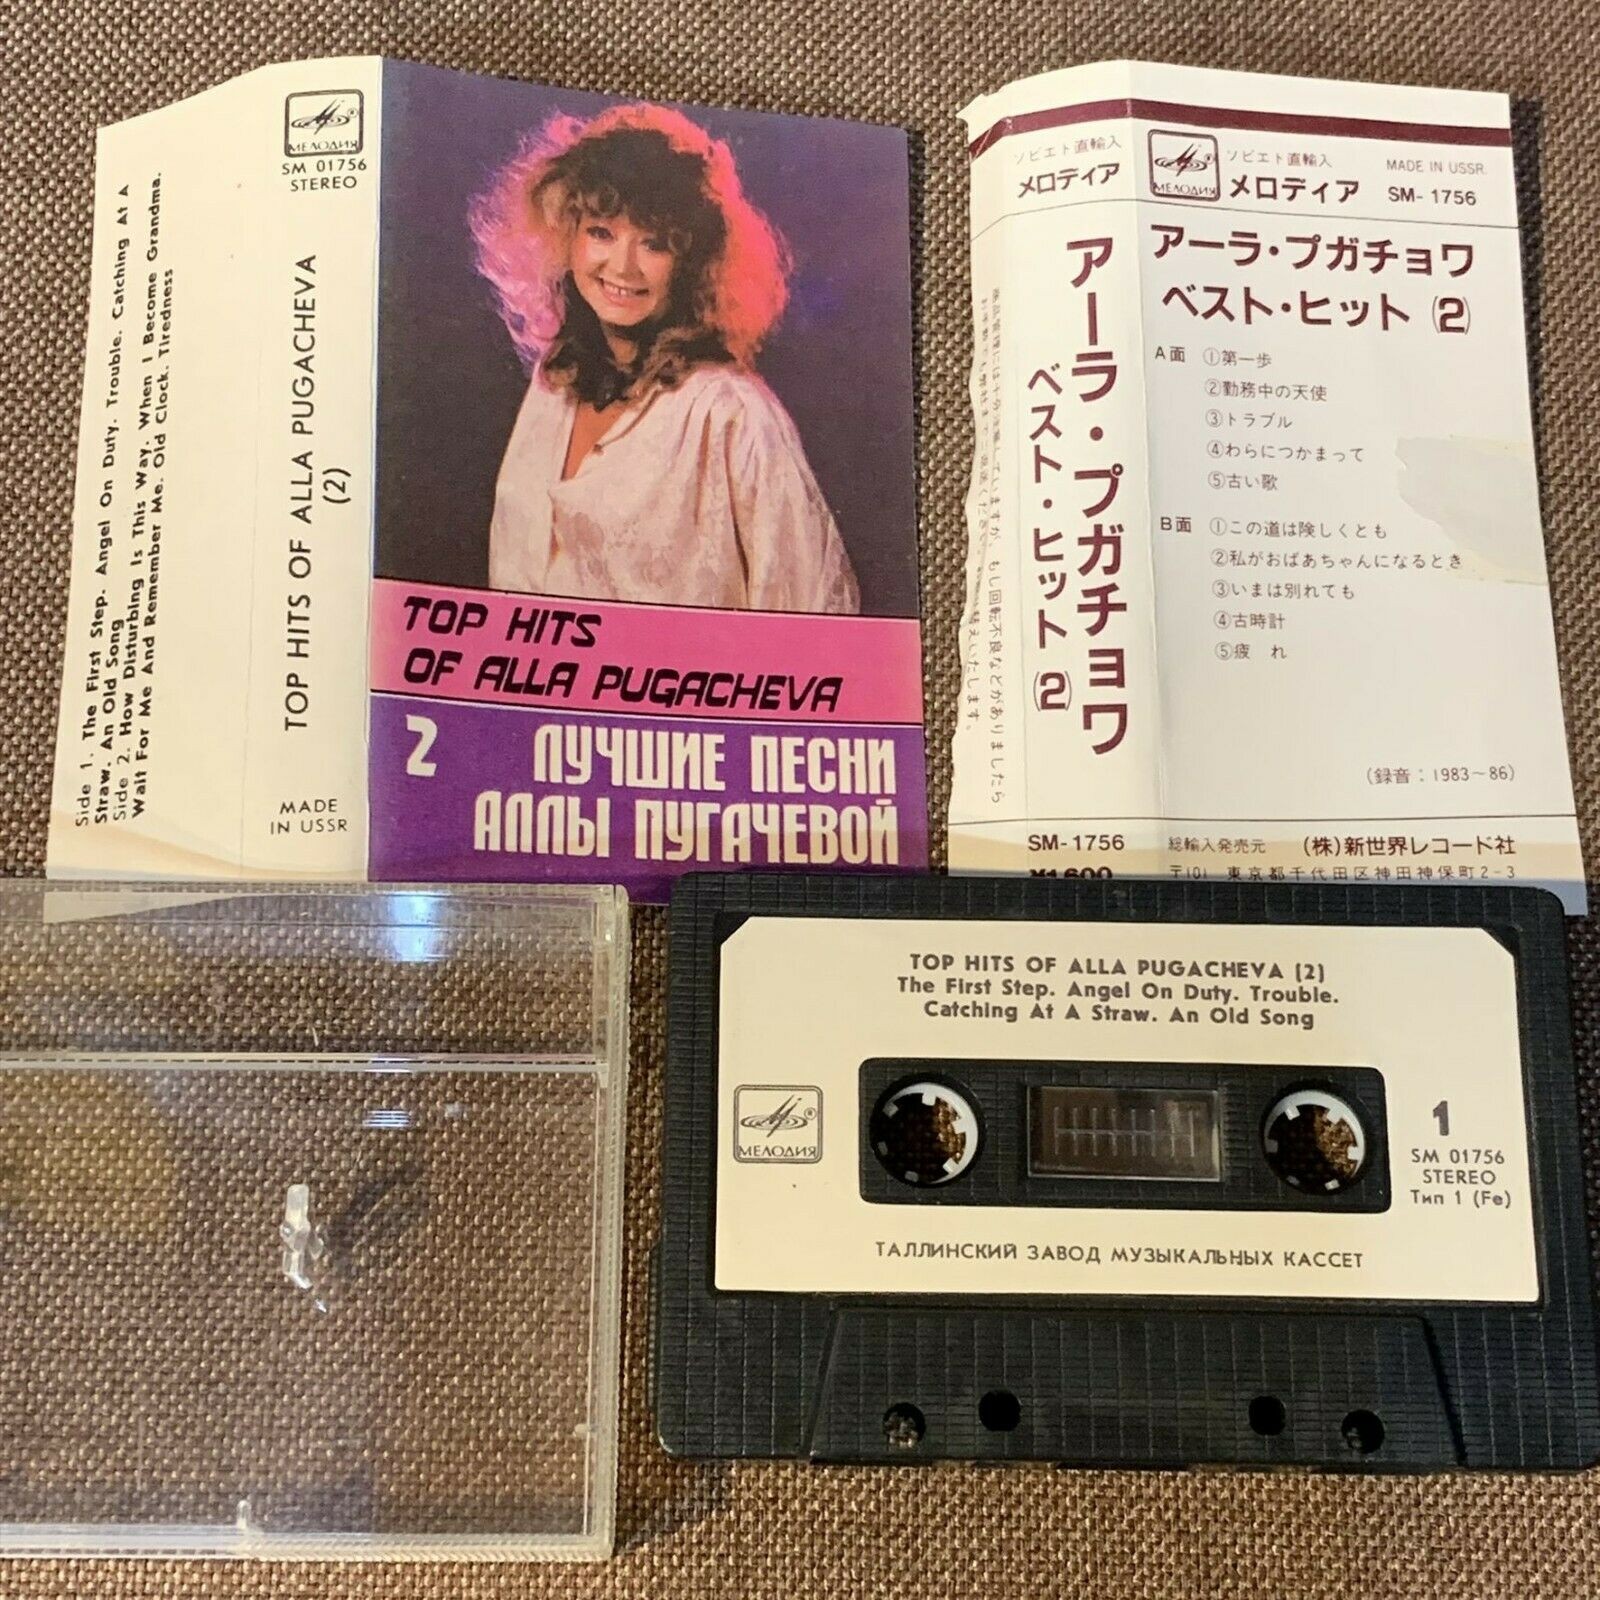 Side 1. The First Step. Angel On Duty. Trouble. Catching At A
Straw. An Old Song
Side 2. How Disturbing Is This Way. When I Become Grandma.
Wait For Me And Remember Me. Old Clock. Tiredness
МЕЛОДИЯ
SM 01756
STEREO
TOP HITS OF ALLA PUGACHEVA
(2)
MADE
IN USSR
TOP HITS
OF ALLA PUGACHEVA
2 ЛУЧШИЕ ПЕСНИ
АЛЛЫ ПУГАЧЕВОЙ
ソビエト直輸入
メロディア
アーラ・プガチョワ
ベスト・ヒット(2)
SM-1756
¥1,600
МЕЛОДИЯ
ソビエト直輸入
メロディア
MADE IN USSR.
SM-1756
アーラ・プガチョワ
ベスト・ヒット(2)
A面 ①第一歩
②勤務中の天使
③トラブル
④わらにつかまって
⑤古い歌
B面 ①この道は険しくとも
②私がおばあちゃんになるとき
③いまは別れても
④古時計
⑤疲れ
(録音:1983~86)
総輸入発売元 (株)新世界レコード社
〒101 東京都千代田区神田神保町2-3
TOP HITS OF ALLA PUGACHEVA (2)
The First Step. Angel On Duty. Trouble.
Catching At A Straw. An Old Song
МЕЛОДИЯ
1
SM 01756
STEREO
Тип 1 (Fe)
ТАЛЛИНСКИЙ ЗАВОД МУЗЫКАЛЬНЫХ КАССЕТ